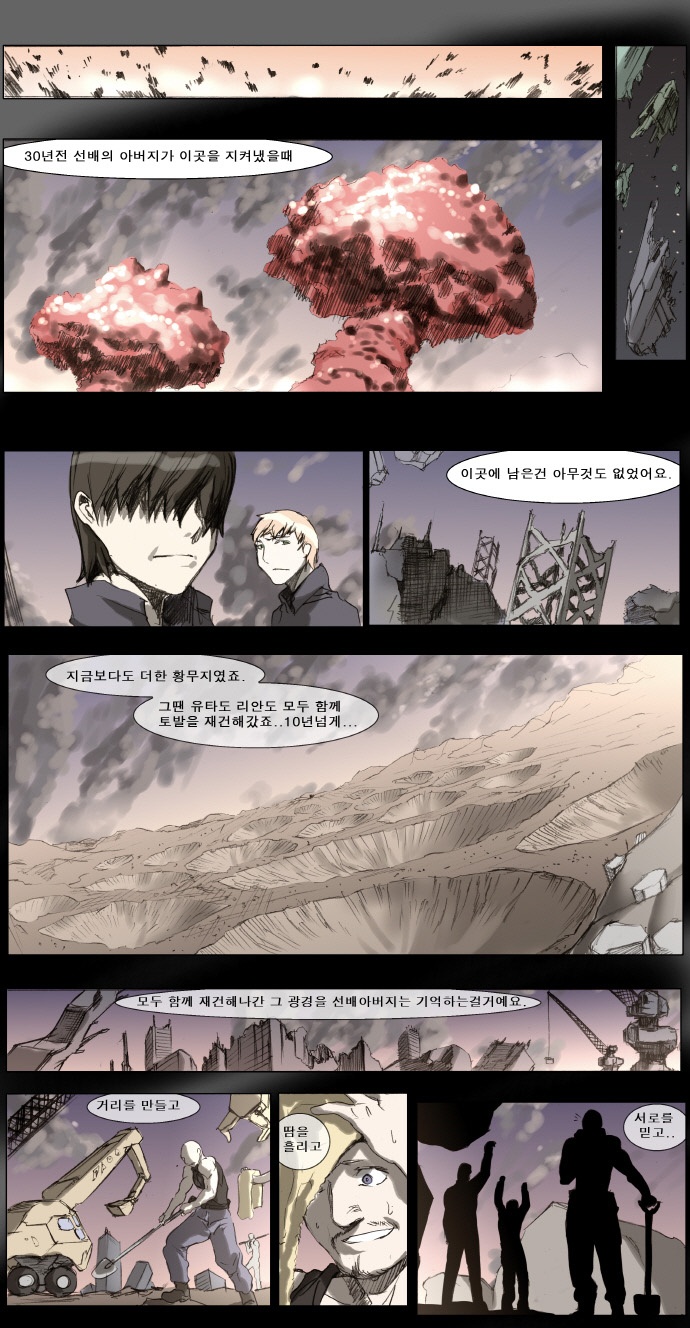 30년전 선배의 아버지가 이곳을 지켜냈을때
이곳에 남은건 아무것도 없었어요.
지금보다도 더한 황무지였죠.
그땐 유타도 리안도 모두 함께
토발을 재건해갔죠..10년넘게...
모두 함께 재건해나간 그 광경을 선배아버지는 기억하는걸거예요.
거리를 만들고
땀을
흘리고
서로를
믿고..